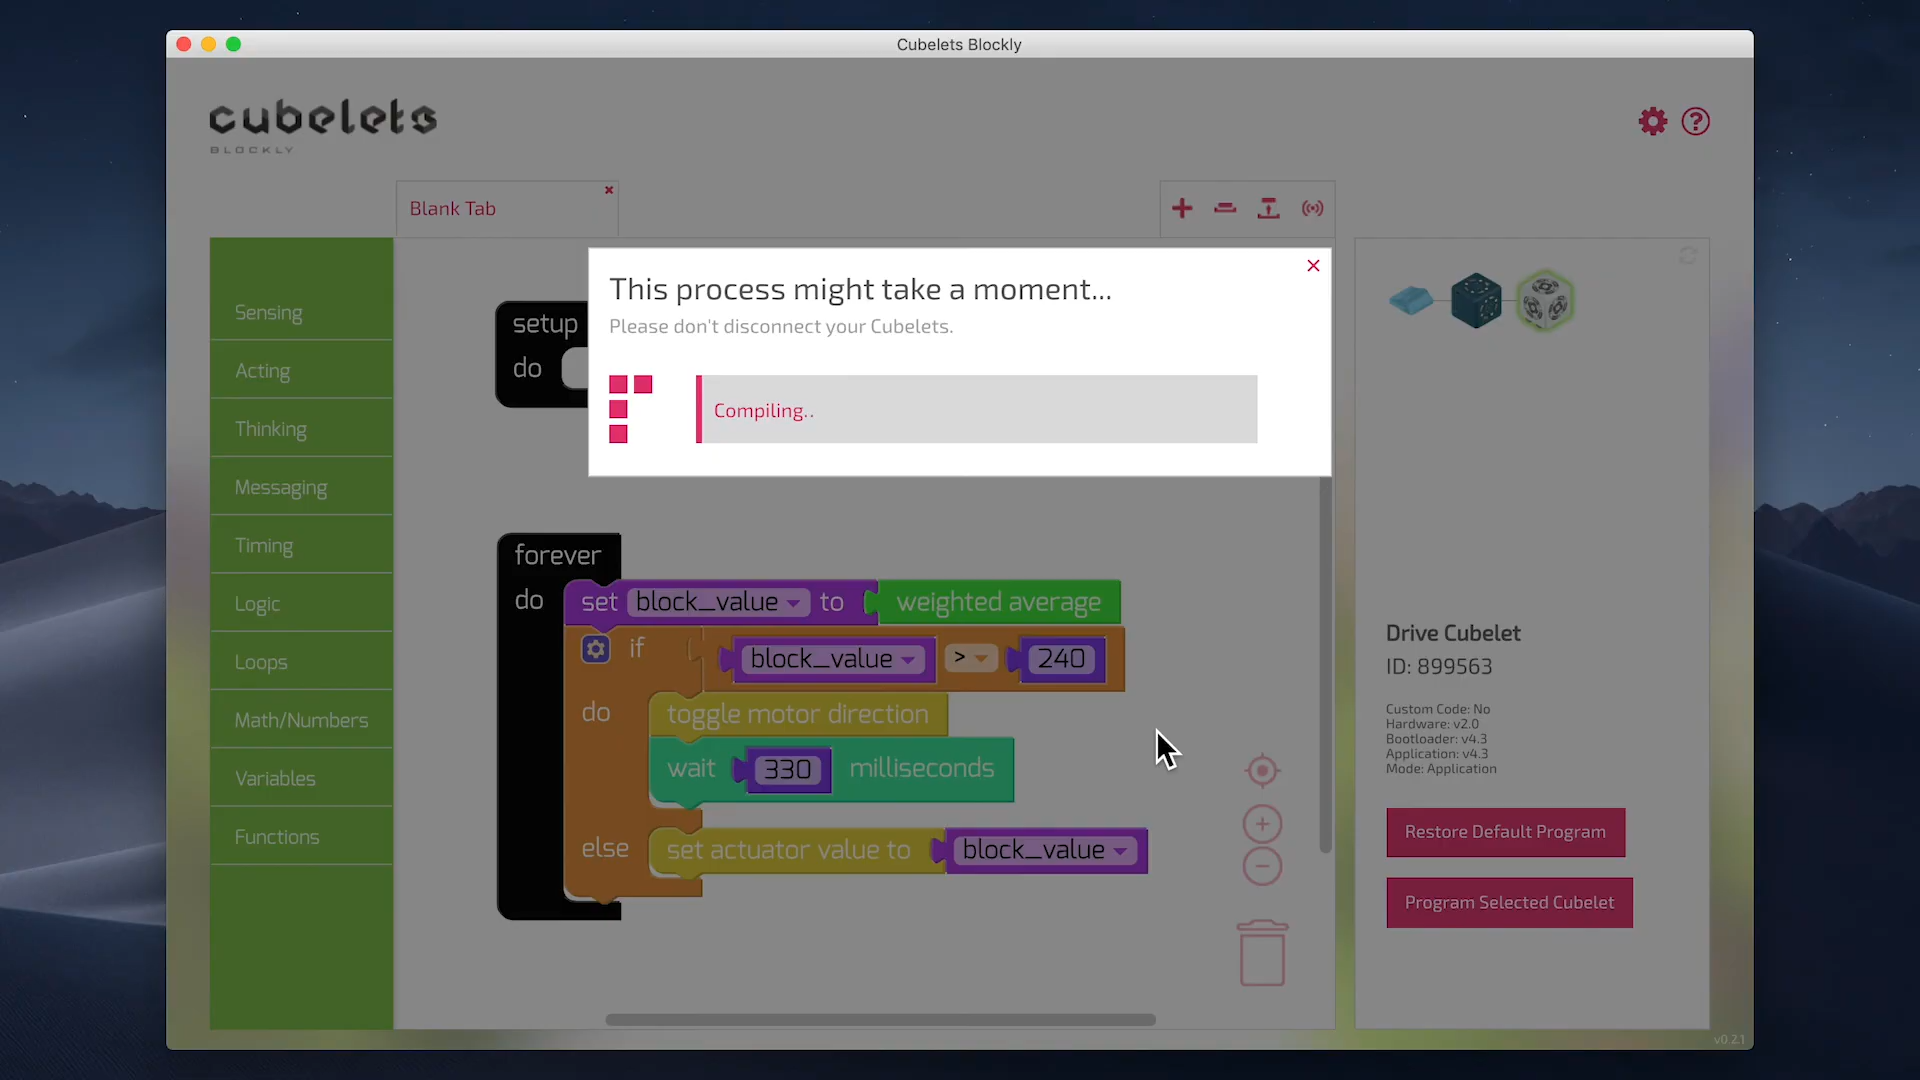 Cubelets Blockly
cubelets
BLOCKLY
Blank Tab
This process might take a moment...
Please don't disconnect your Cubelets.
Compiling..
Sensing
Acting
Thinking
Messaging
Timing
Logic
Loops
Math/Numbers
Variables
Functions
setup
do
forever
do set block_value to weighted average
if block_value > 240
do toggle motor direction
wait 330 milliseconds
else set actuator value to block_value
Drive Cubelet
ID: 899563
Custom Code: No
Hardware: v2.0
Bootloader: v4.3
Application: v4.3
Mode: Application
Restore Default Program
Program Selected Cubelet
v0.2.1